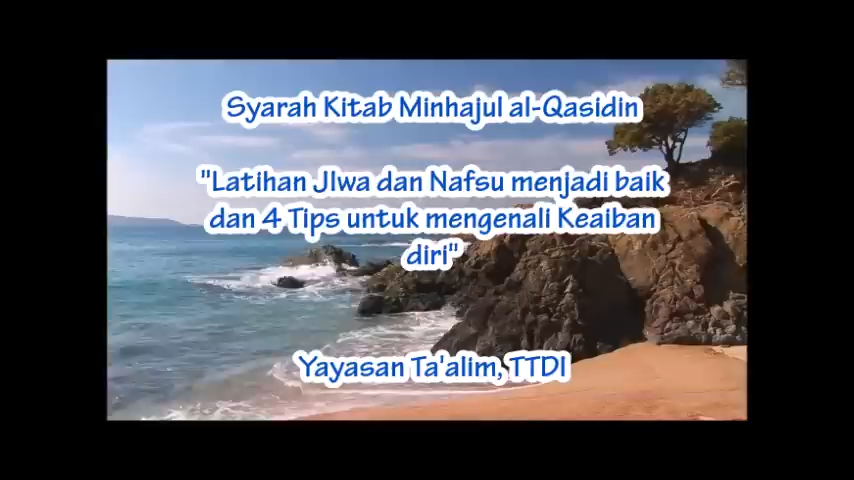 Syarah Kitab Minhajul al-Qasidin
"Latihan JIwa dan Nafsu menjadi baik
dan 4 Tips untuk mengenali Keaiban
diri"
Yayasan Ta'alim, TTDI